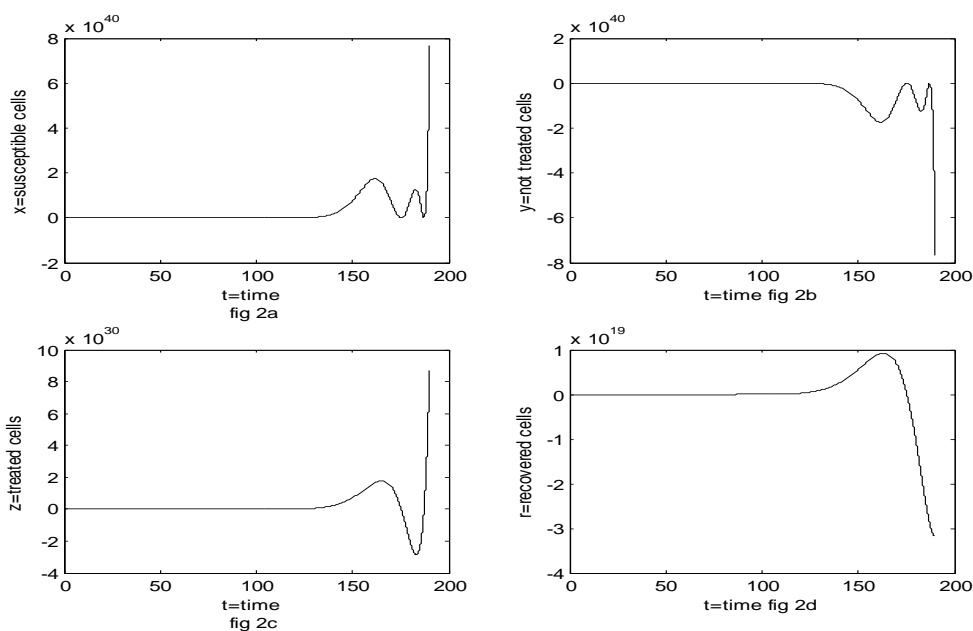 x 10^40
8
6
4
2
0
-2
x=susceptible cells
0 50 100 150 200
t=time
fig 2a
x 10^40
2
0
-2
-4
-6
-8
y=not treated cells
0 50 100 150 200
t=time fig 2b
x 10^30
10
8
6
4
2
0
-2
-4
z=treated cells
0 50 100 150 200
t=time
fig 2c
x 10^19
1
0
-1
-2
-3
-4
r=recovered cells
0 50 100 150 200
t=time fig 2d